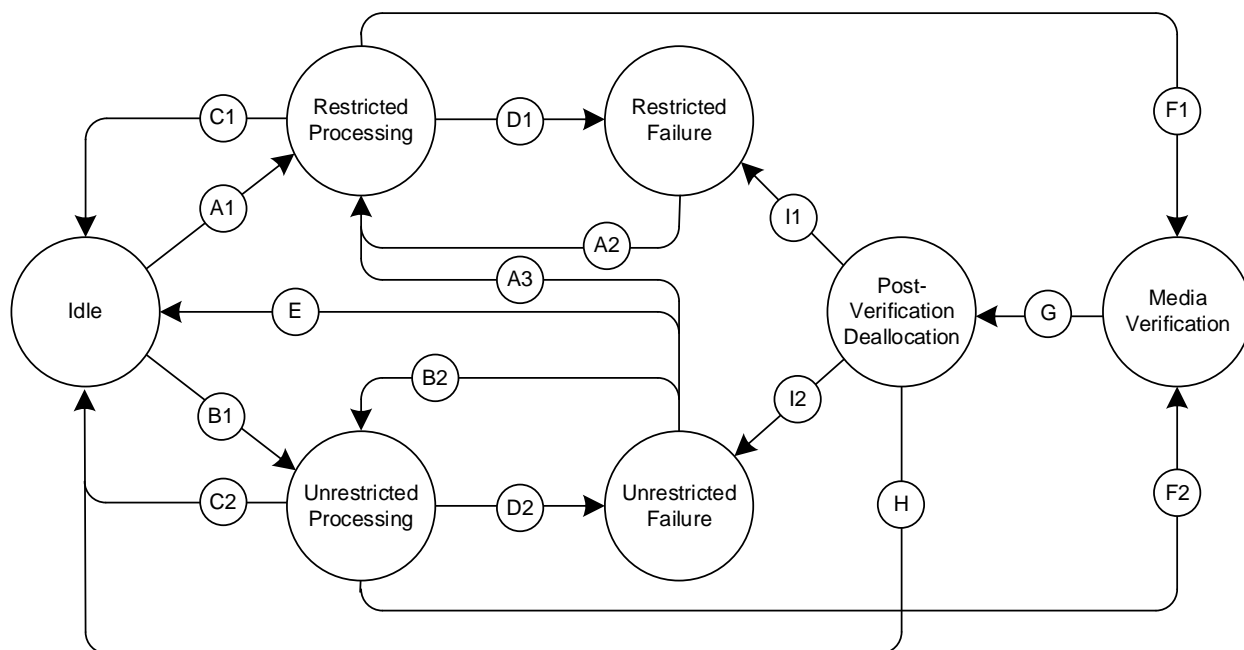 Restricted
Processing
Restricted
Failure
C1
D1
F1
A1
I1
A2
A3
Idle
E
Post-
Verification
Deallocation
G
Media
Verification
B2
B1
I2
C2
Unrestricted
Processing
D2
Unrestricted
Failure
H
F2